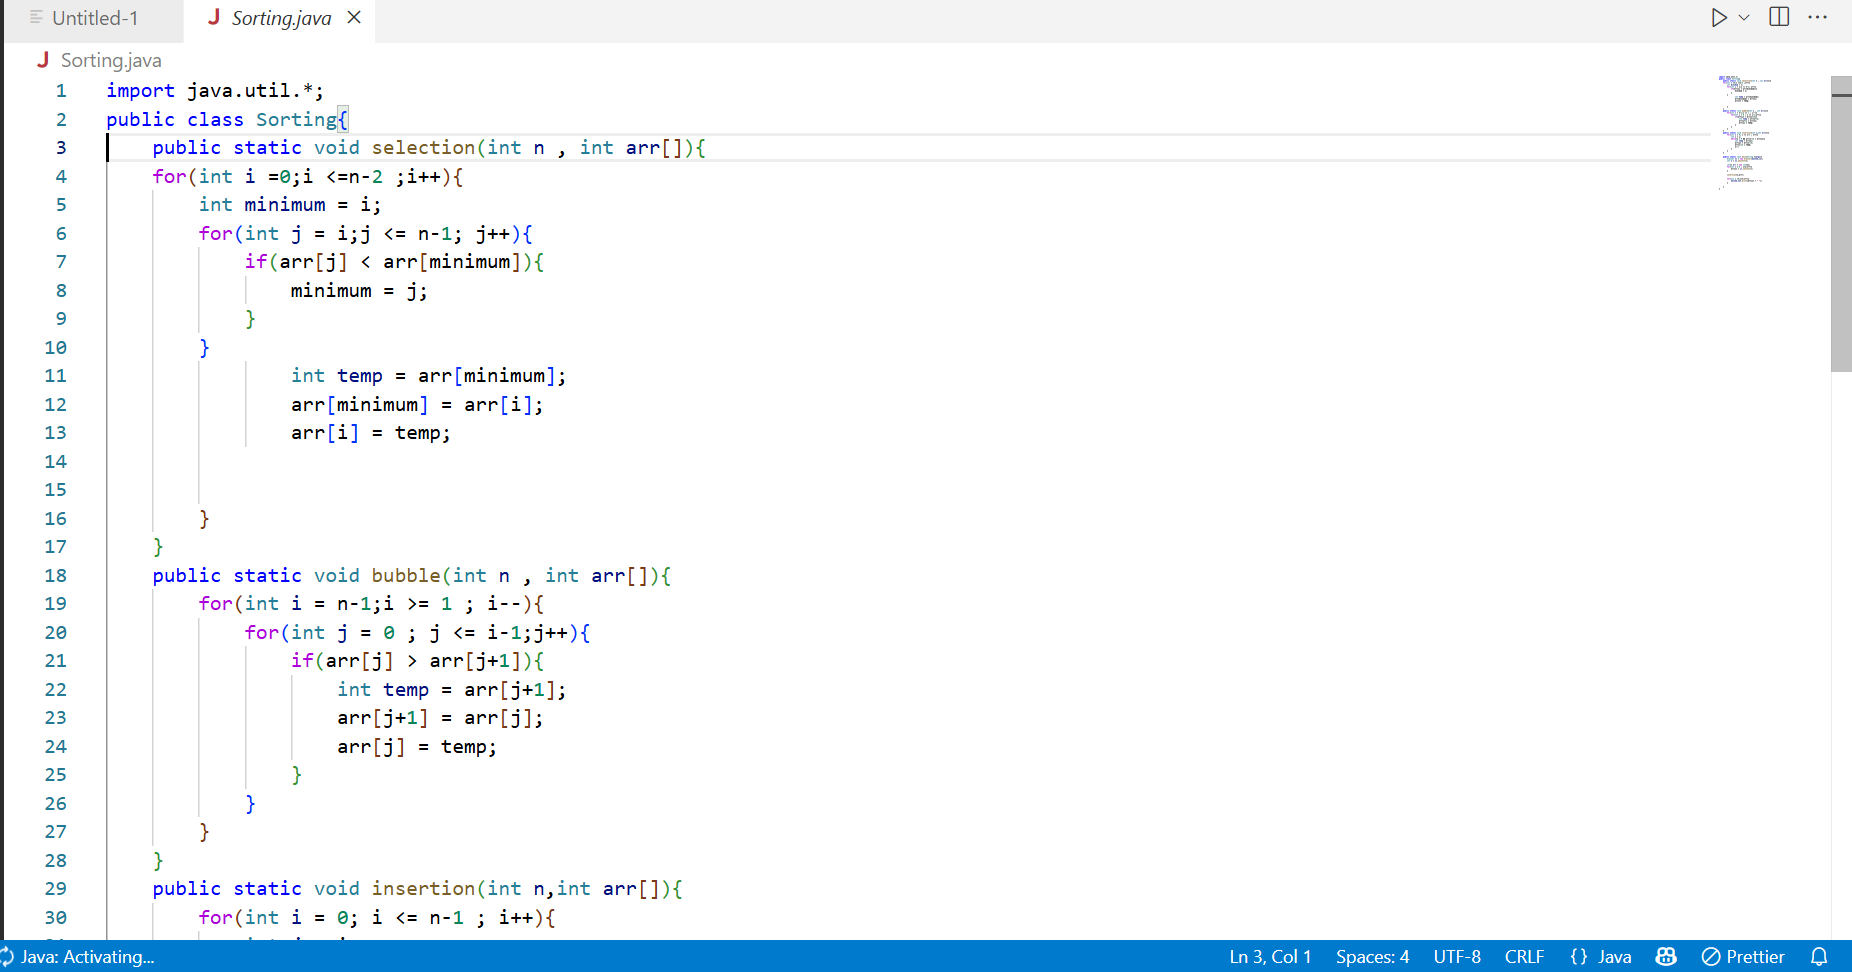 Untitled-1
J Sorting.java
J Sorting.java
1 import java.util.*;
2 public class Sorting{
3 public static void selection(int n , int arr[]){
4 for(int i =0;i <=n-2 ;i++){
5 int minimum = i;
6 for(int j = i;j <= n-1; j++){
7 if(arr[j] < arr[minimum]){
8 minimum = j;
9 }
10 }
11 int temp = arr[minimum];
12 arr[minimum] = arr[i];
13 arr[i] = temp;
14
15
16 }
17 }
18 public static void bubble(int n , int arr[]){
19 for(int i = n-1;i >= 1 ; i--){
20 for(int j = 0 ; j <= i-1;j++){
21 if(arr[j] > arr[j+1]){
22 int temp = arr[j+1];
23 arr[j+1] = arr[j];
24 arr[j] = temp;
25 }
26 }
27 }
28 }
29 public static void insertion(int n,int arr[]){
30 for(int i = 0; i <= n-1 ; i++){
Java: Activating... Ln 3, Col 1 Spaces: 4 UTF-8 CRLF {} Java Prettier